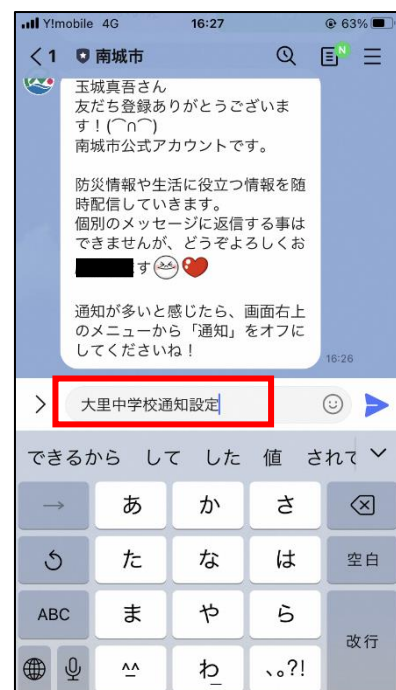 Y!mobile 4G 16:27 63%
1 南城市 N
玉城真吾さん
友だち登録ありがとうございま
す！(⌒∩⌒)
南城市公式アカウントで
す。
防災情報や生活に役立つ情報を随
時配信していきます。
個別のメッセージに返信する事は
できませんが、どうぞよろしくお
す
通知が多いと感じたら、画面右上
のメニューから「通知」をオフに
してくださいね！
16:26
大里中学校通知設定
できるから して した 値 されて
→ あ か さ
た な は 空白
ABC ま や ら
^^ わ 、。?! 改行